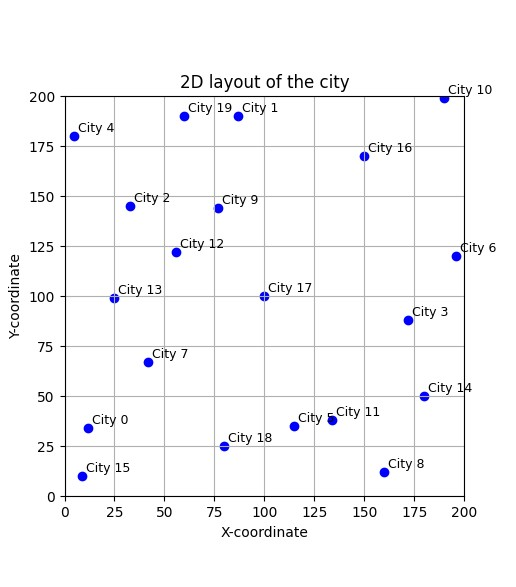 2D layout of the city
City 10
200
City 19
City 1
City 4
175
City 16
150
City 2
City 9
125
City 12
City 6
City 13
100
City 17
City 3
75
City 7
50
City 14
City 5
City 11
City 0
25
City 18
City 8
City 15
0
0
25
50
75
100
125
150
175
200
X-coordinate
Y-coordinate